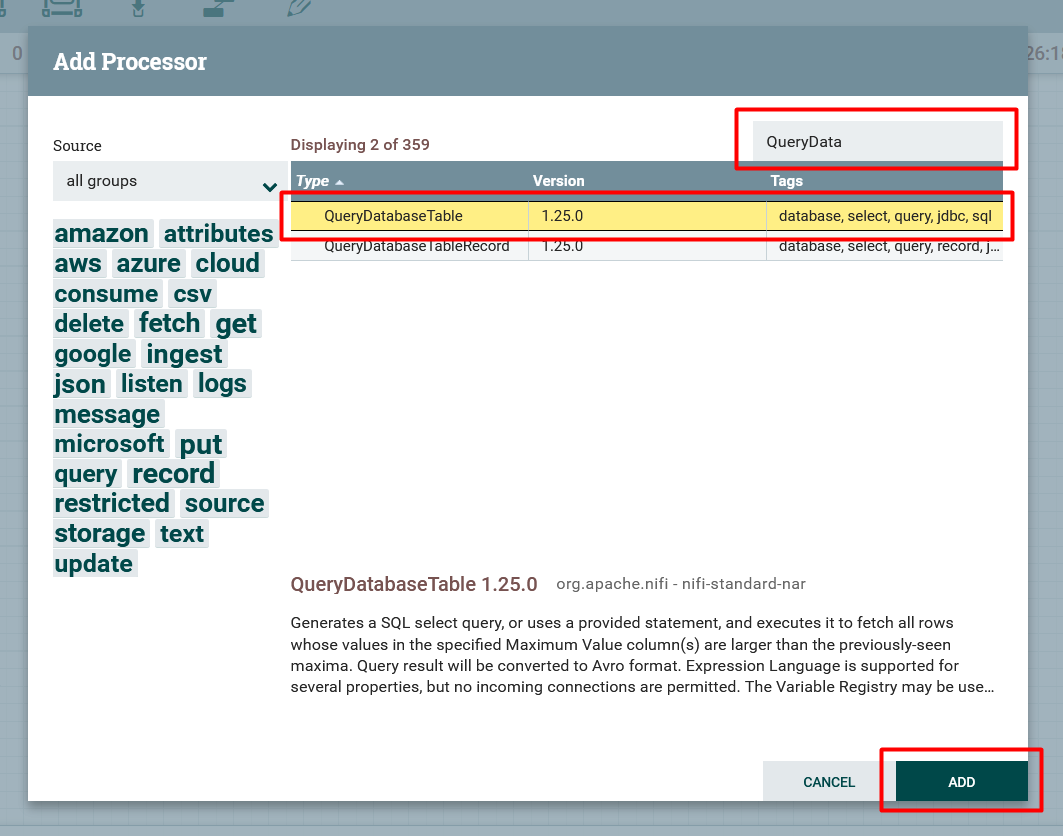 0
26:18
Add Processor
Source
Displaying 2 of 359
QueryData
all groups
Type Version Tags
QueryDatabaseTable 1.25.0 database, select, query, jdbc, sql
QueryDatabaseTableRecord 1.25.0 database, select, query, record, j...
amazon attributes
aws azure cloud
consume csv
delete fetch get
google ingest
json listen logs
message
microsoft put
query record
restricted source
storage text
update
QueryDatabaseTable 1.25.0 org.apache.nifi - nifi-standard-nar
Generates a SQL select query, or uses a provided statement, and executes it to fetch all rows
whose values in the specified Maximum Value column(s) are larger than the previously-seen
maxima. Query result will be converted to Avro format. Expression Language is supported for
several properties, but no incoming connections are permitted. The Variable Registry may be use...
CANCEL ADD